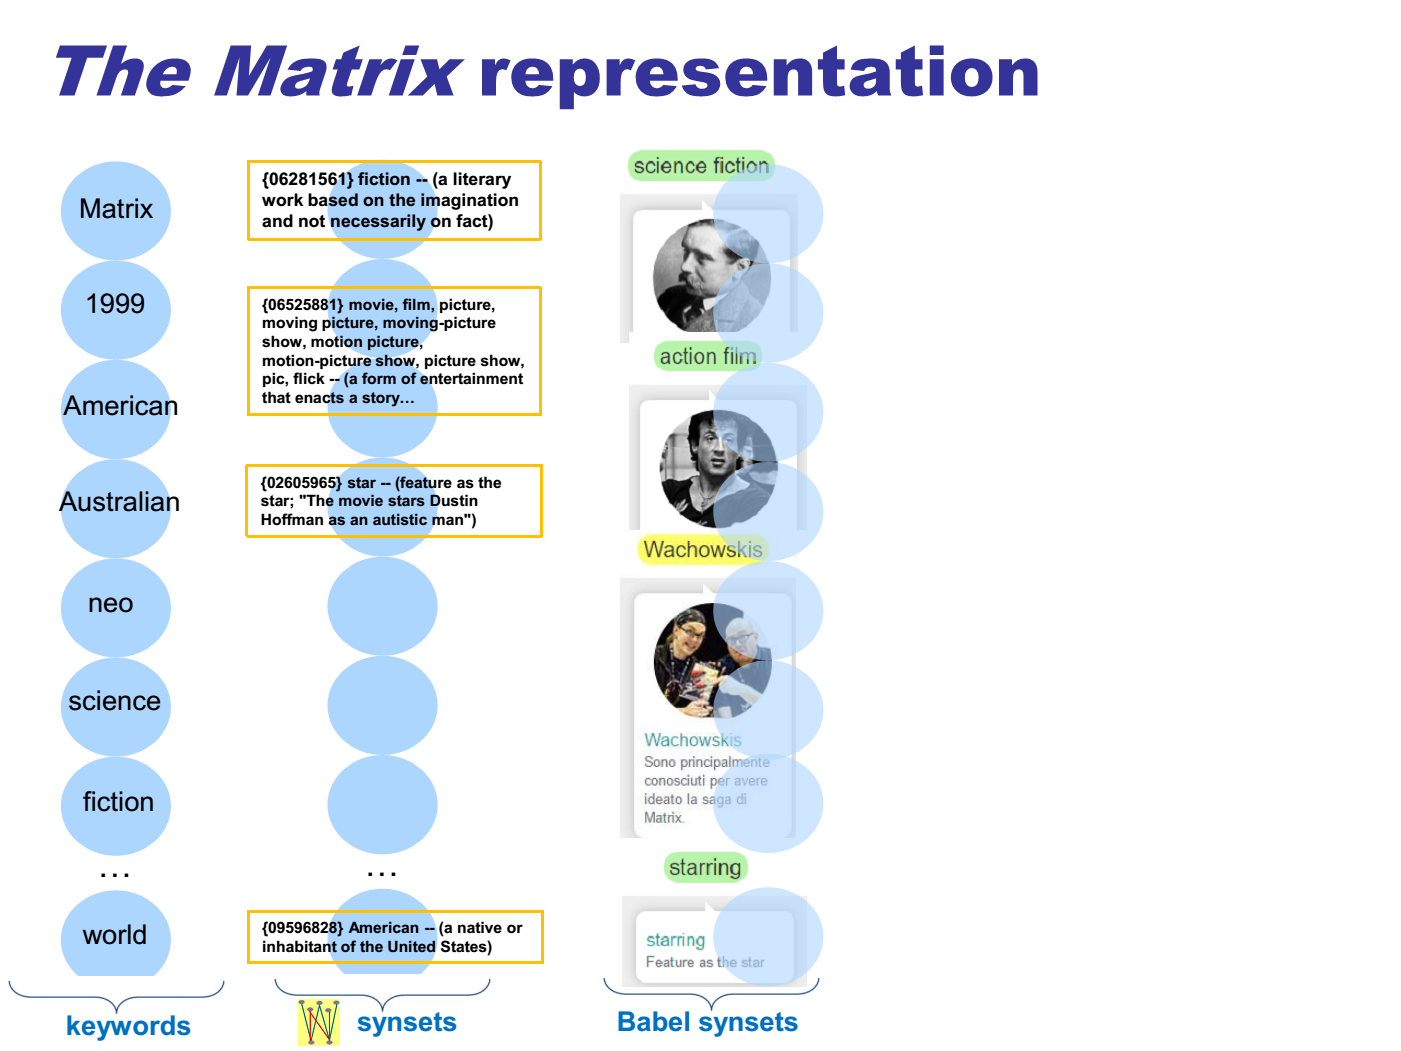 The Matrix representation
Matrix
1999
American
Australian
neo
science
fiction
...
world
keywords
{06281561} fiction -- (a literary
work based on the imagination
and not necessarily on fact)
{06525881} movie, film, picture,
moving picture, moving-picture
show, motion picture,
motion-picture show, picture show,
pic, flick -- (a form of entertainment
that enacts a story…
{02605965} star -- (feature as the
star; "The movie stars Dustin
Hoffman as an autistic man")
...
{09596828} American -- (a native or
inhabitant of the United States)
synsets
science fiction
action film
Wachowskis
Wachowskis
Sono principalmente
conosciuti per avere
ideato la saga di
Matrix.
starring
starring
Feature as the star
Babel synsets